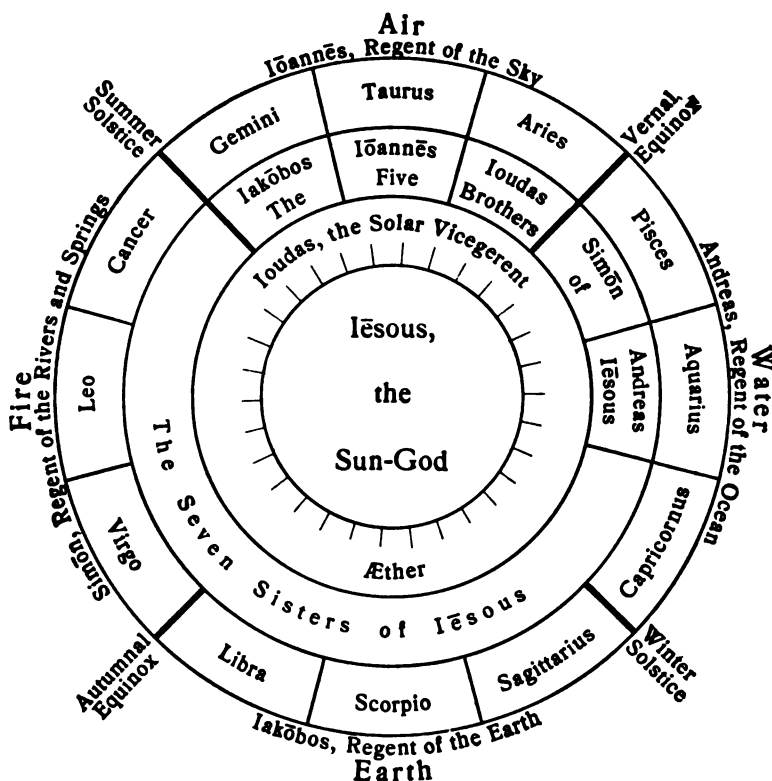 Air
Iōannēs, Regent of the Sky
Summer
Solstice
Vernal
Equinox
Gemini
Taurus
Aries
Iakōbos
The
Iōannēs
Five
Ioudas
Brothers
Simōn
of
Andreas
Iēsous
Pisces
Aquarius
Capricornus
Andreas, Regent of the Ocean
Water
Cancer
Leo
Virgo
Simōn, Regent of the Rivers and Springs
Fire
Ioudas, the Solar Vicegerent
Iēsous,
the
Sun-God
Æther
The Seven Sisters of Iēsous
Libra
Scorpio
Sagittarius
Autumnal
Equinox
Winter
Solstice
Iakōbos, Regent of the Earth
Earth